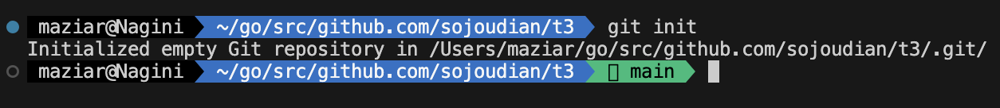 maziar@Nagini ~/go/src/github.com/sojoudian/t3 git init
Initialized empty Git repository in /Users/maziar/go/src/github.com/sojoudian/t3/.git/
maziar@Nagini ~/go/src/github.com/sojoudian/t3 main